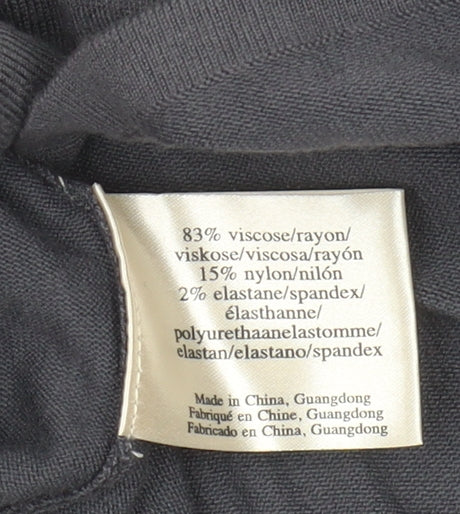 83% viscose/rayon/
viskose/viscosa/rayón
15% nylon/nilón
2% elastane/spandex/
élasthanne/
polyurethaanelastomme/
elastan/elastano/spandex
Made in China, Guangdong
Fabriqué en Chine, Guangdong
Fabricado en China, Guangdong